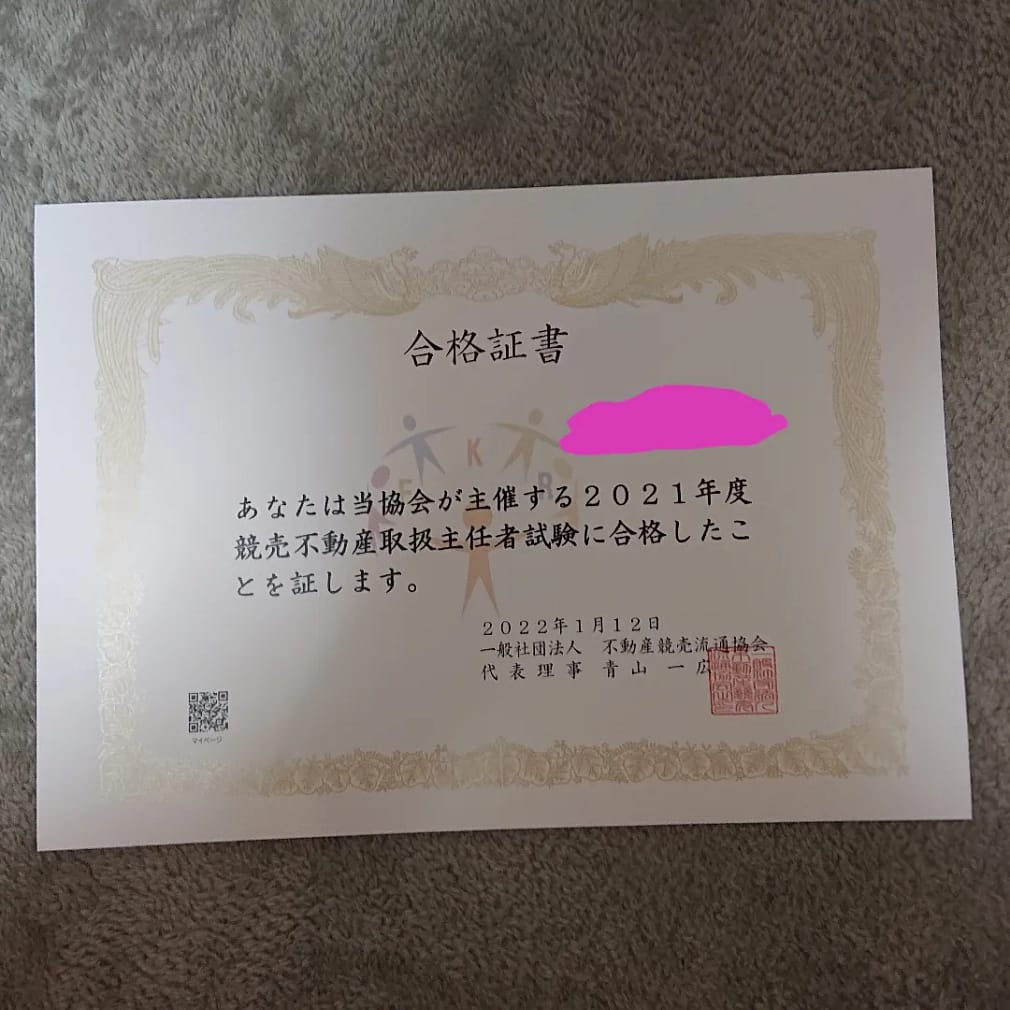 合格証書
F K R
あなたは当協会が主催する２０２１年度
競売不動産取扱主任者試験に合格したこ
とを証します。
２０２２年１月１２日
一般社団法人　不動産競売流通協会
代表理事　青山　一広
マイページ